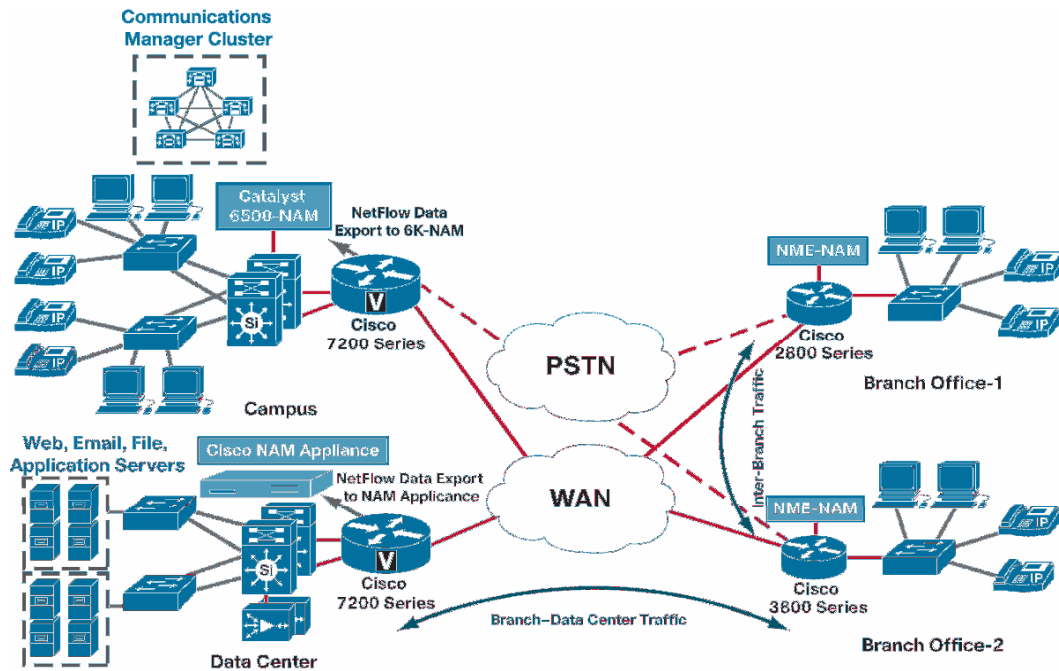 Communications
Manager Cluster
Catalyst
6500-NAM
NetFlow Data
Export to 6K-NAM
IP
IP
IP
IP
Si
V
Cisco
7200 Series
Campus
PSTN
NME-NAM
Cisco
2800 Series
IP
IP
Branch Office-1
Inter-Branch Traffic
Web, Email, File,
Application Servers
Cisco NAM Appliance
NetFlow Data Export
to NAM Applicance
WAN
Si
V
Cisco
7200 Series
Data Center
Branch–Data Center Traffic
NME-NAM
Cisco
3800 Series
IP
IP
Branch Office-2